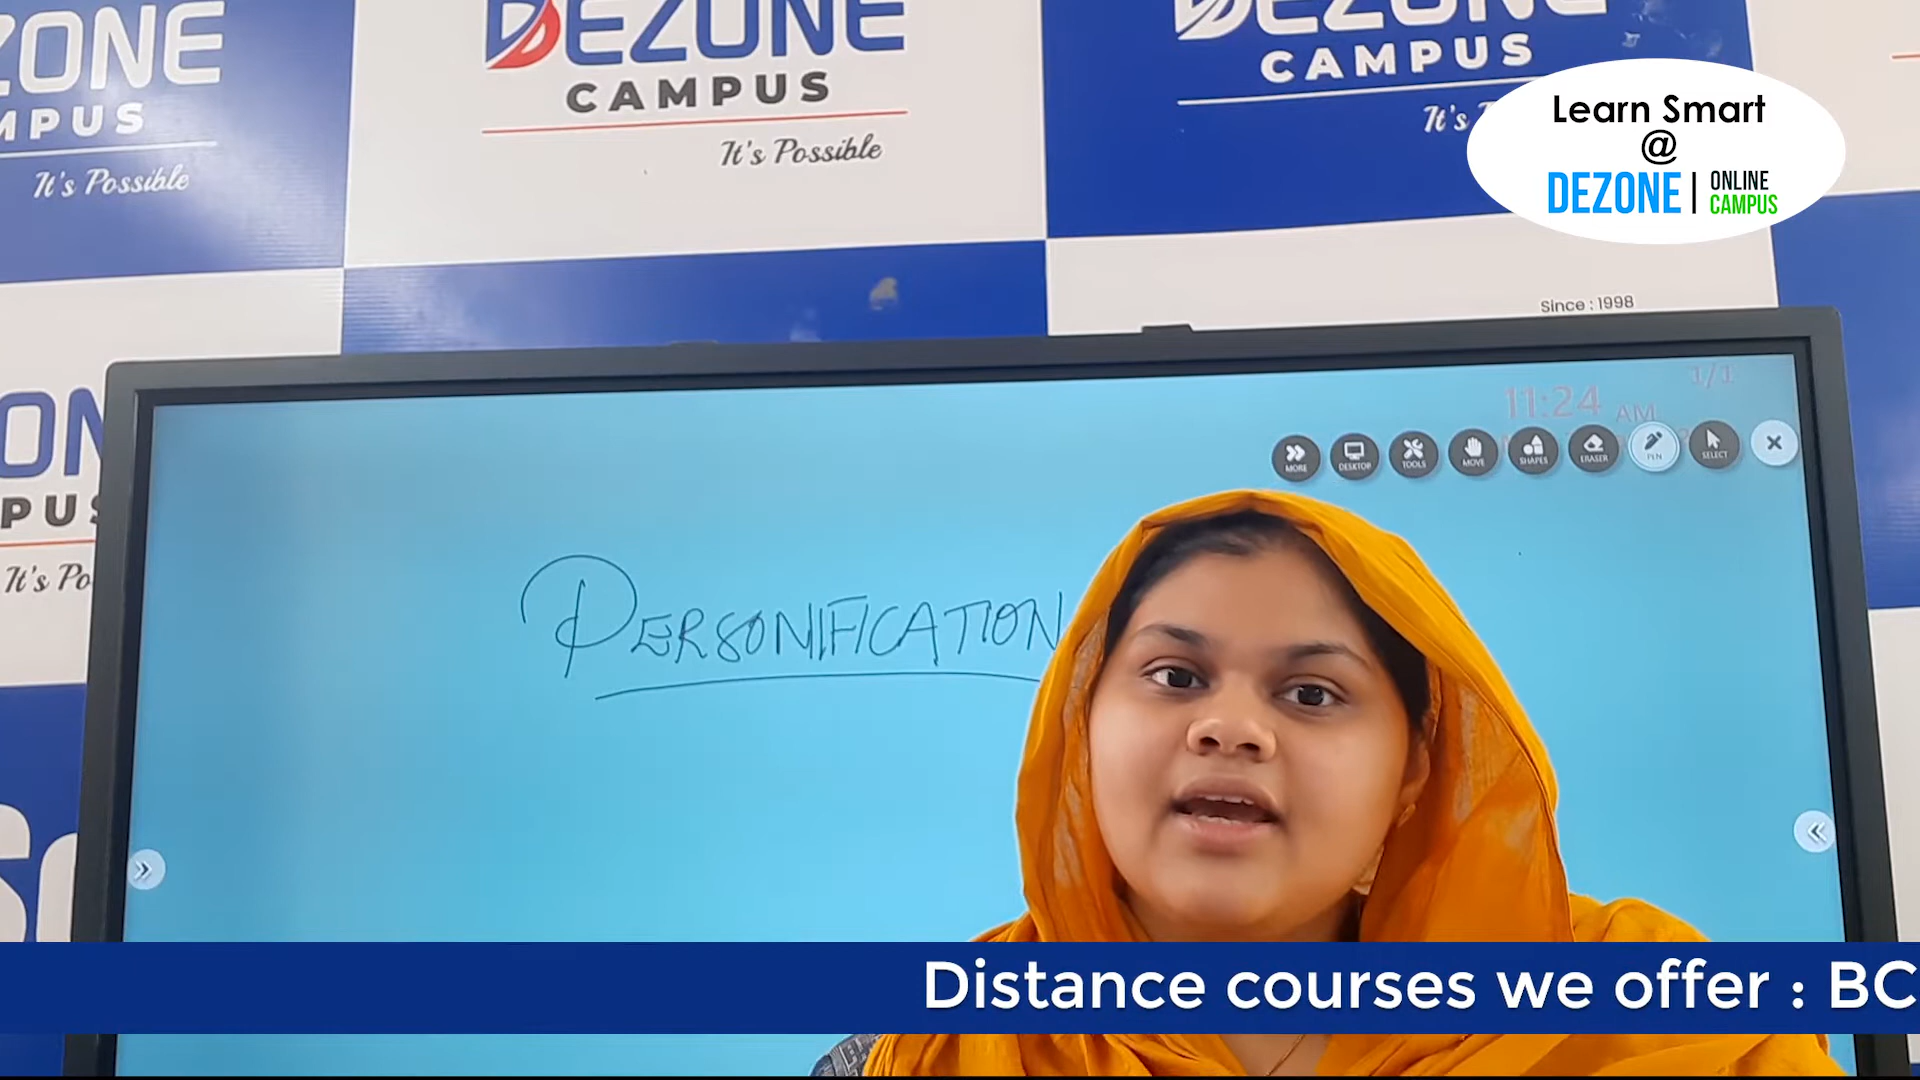 DEZONE
CAMPUS
It's Possible
DEZONE
CAMPUS
It's
ZONE
MPUS
It's Possible
Learn Smart
@
DEZONE | ONLINE
CAMPUS
Since : 1998
ON
PUS
It's Po
11:24 AM
1/1
MORE
DESKTOP
TOOLS
MOVE
SHAPES
ERASER
PEN
SELECT
PERSONIFICATION
Distance courses we offer : BC